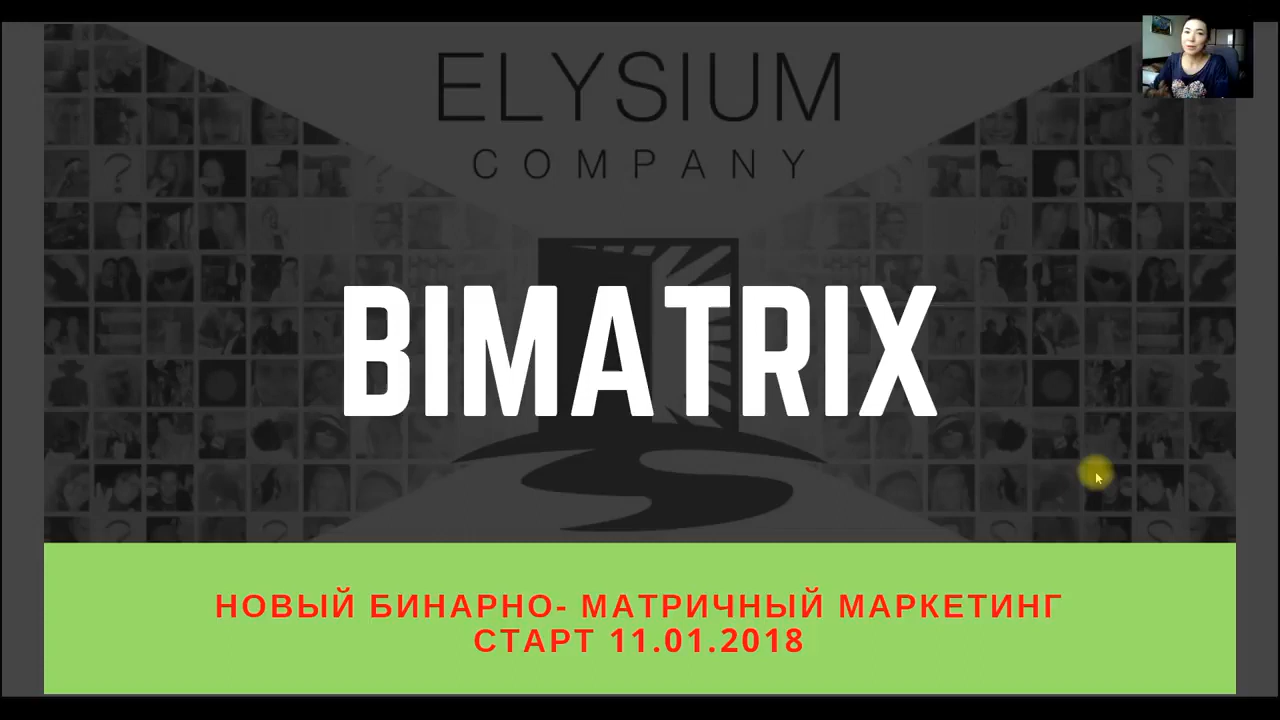 ELYSIUM
COMPANY
BIMATRIX
НОВЫЙ БИНАРНО- МАТРИЧНЫЙ МАРКЕТИНГ
СТАРТ 11.01.2018